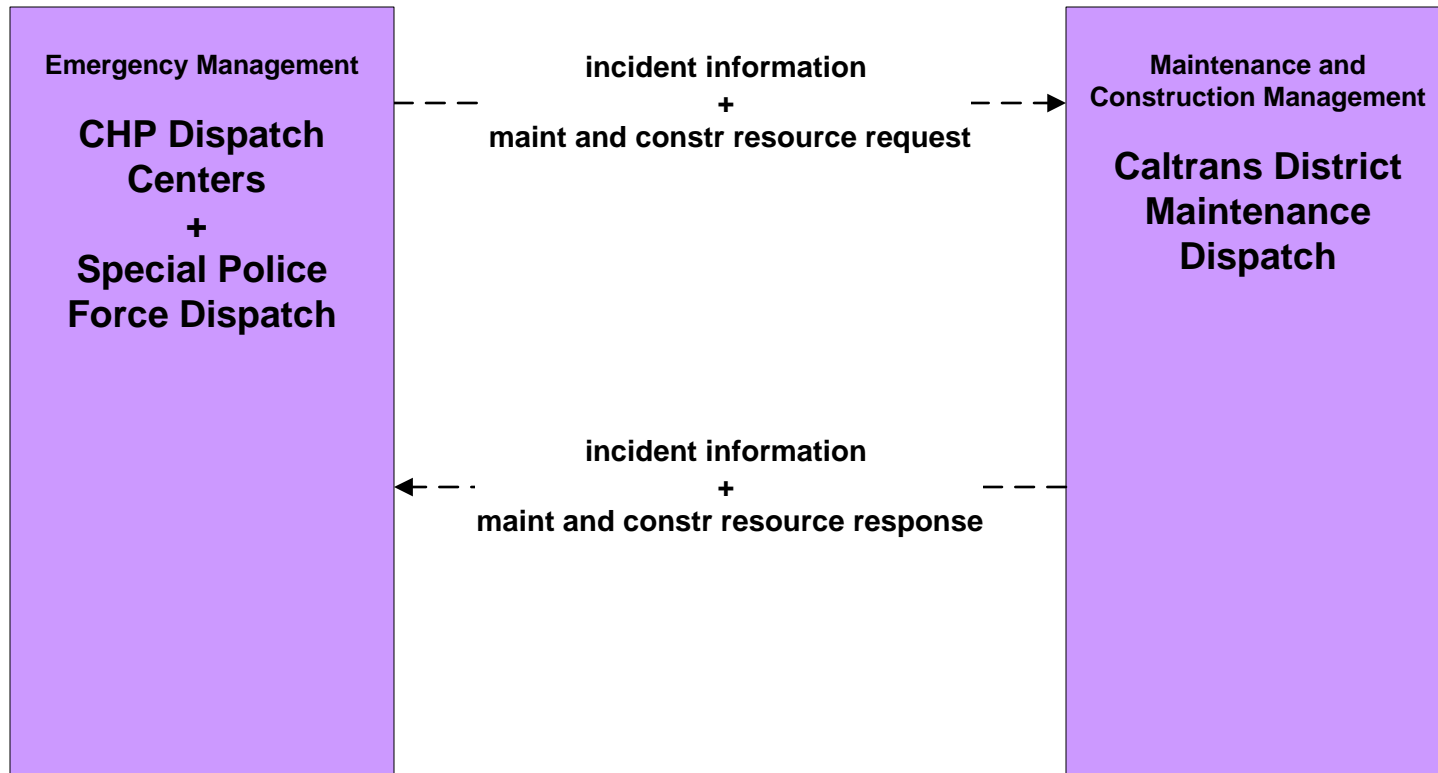 Emergency Management
CHP Dispatch
Centers
+
Special Police
Force Dispatch
incident information
+
maint and constr resource request
incident information
+
maint and constr resource response
Maintenance and
Construction Management
Caltrans District
Maintenance
Dispatch